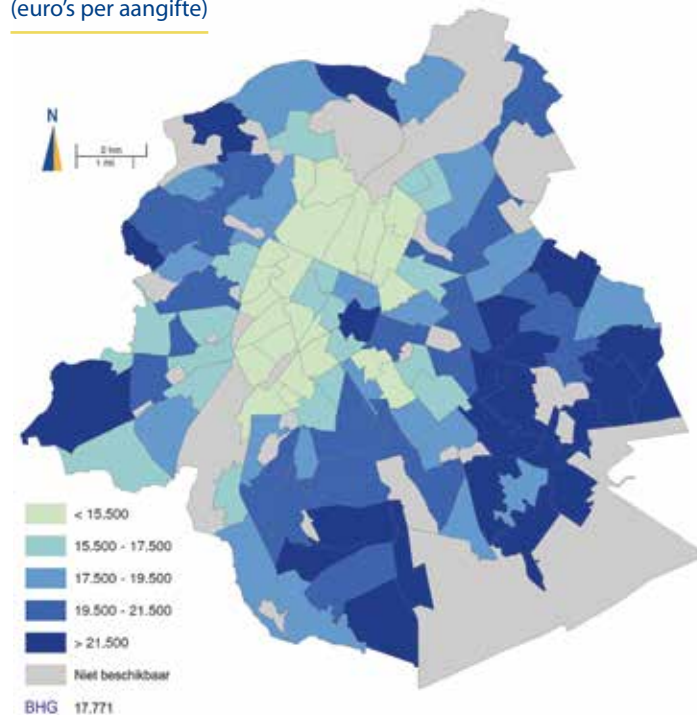 (euro's per aangifte)
N
2 km
1 mi
< 15.500
15.500 - 17.500
17.500 - 19.500
19.500 - 21.500
> 21.500
Niet beschikbaar
BHG 17.771